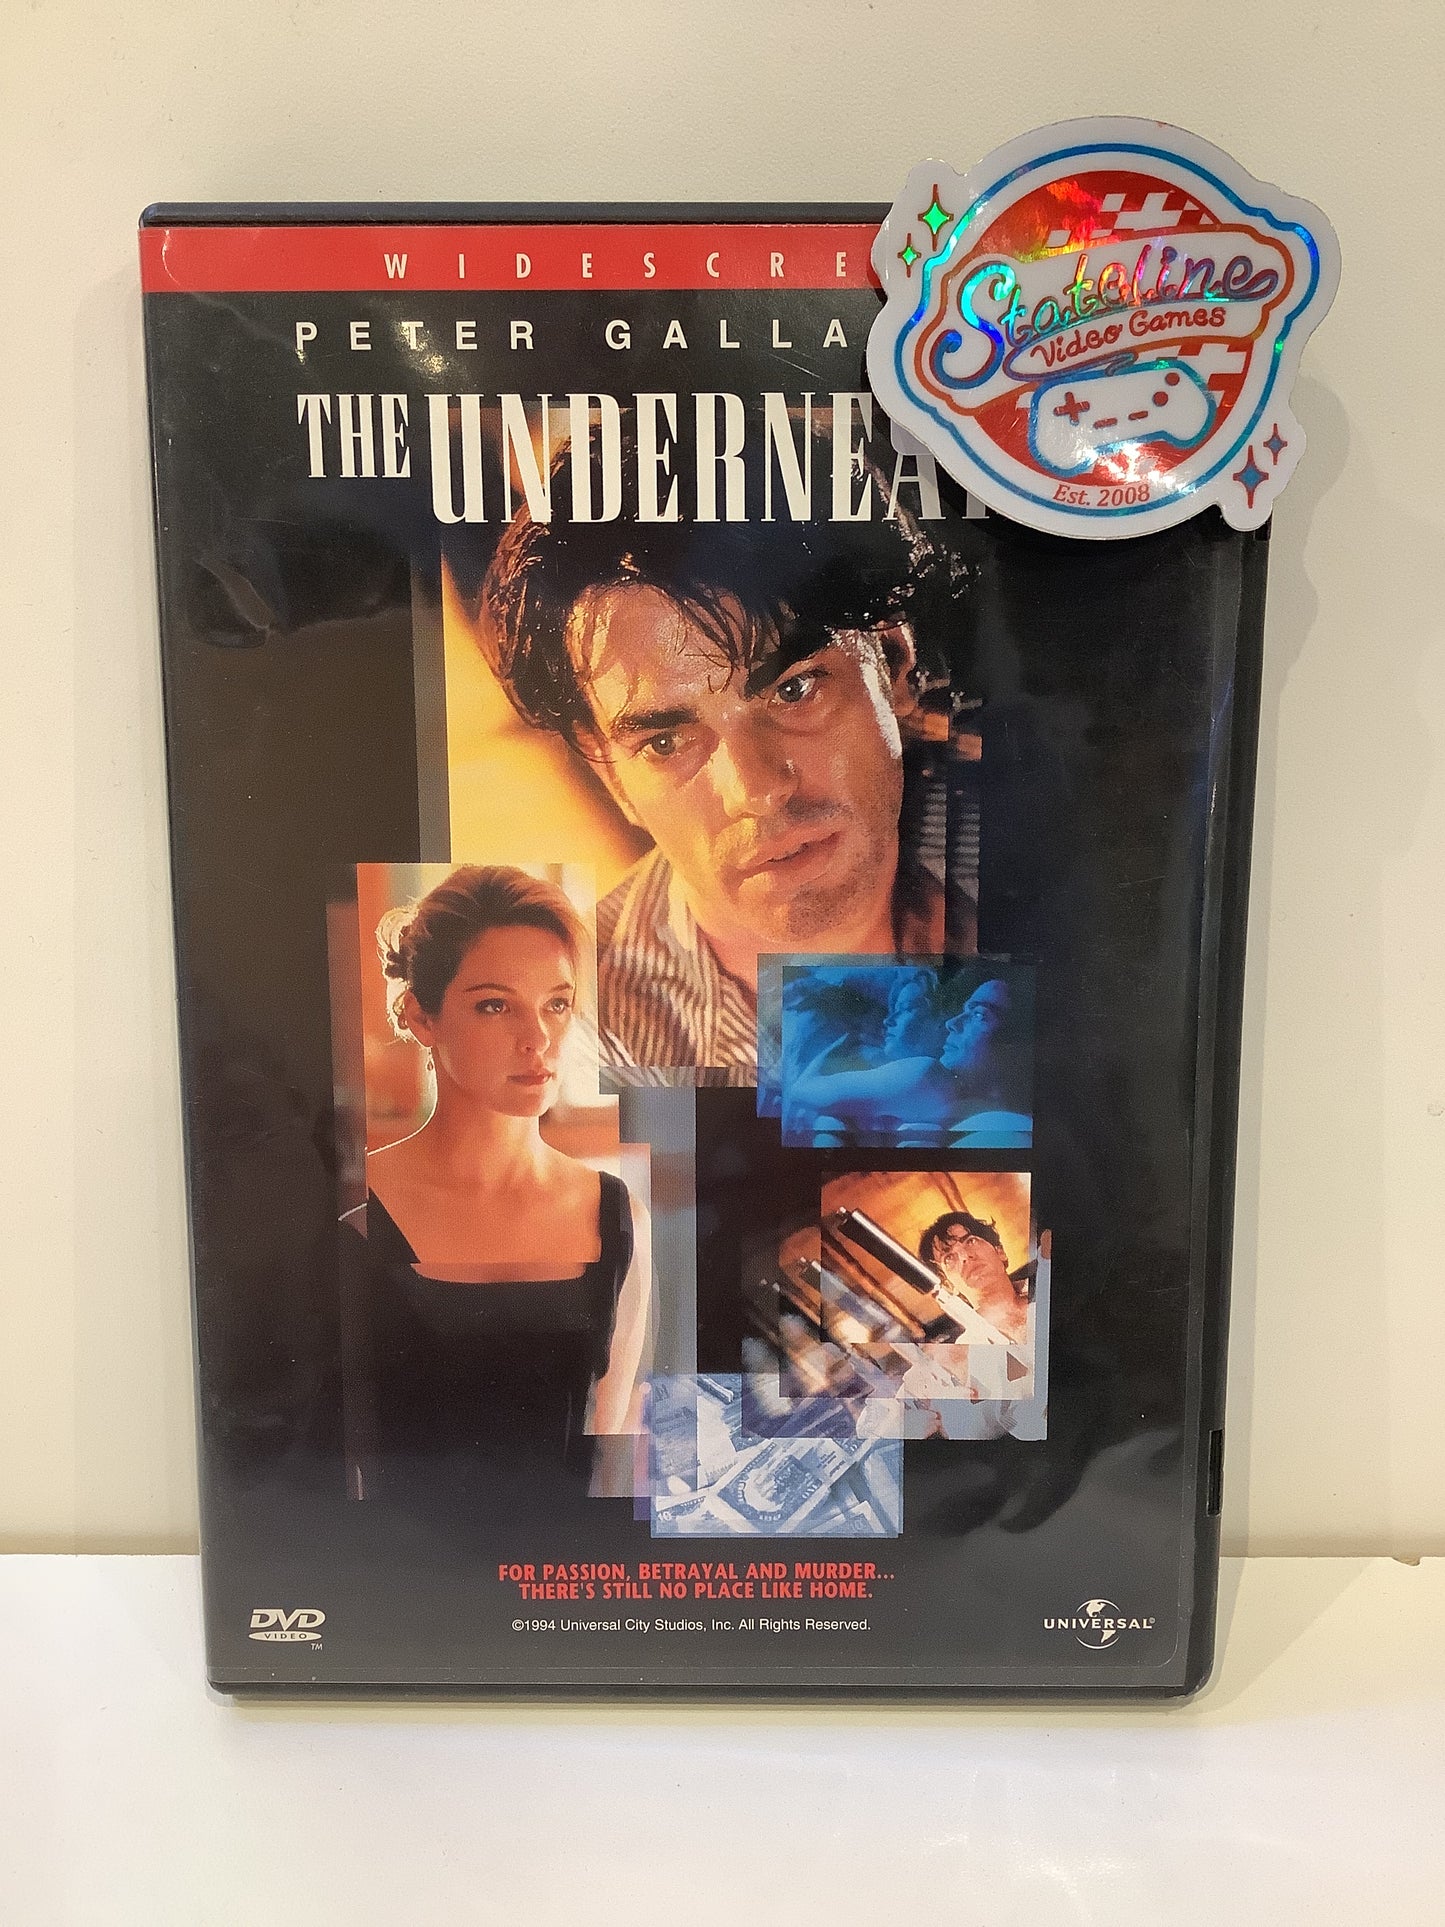 WIDESCRE
PETER GALLA
THE UNDERNEA
Stateline
Video Games
Est. 2008
FOR PASSION, BETRAYAL AND MURDER...
THERE'S STILL NO PLACE LIKE HOME.
DVD
VIDEO
TM
©1994 Universal City Studios, Inc. All Rights Reserved.
UNIVERSAL®